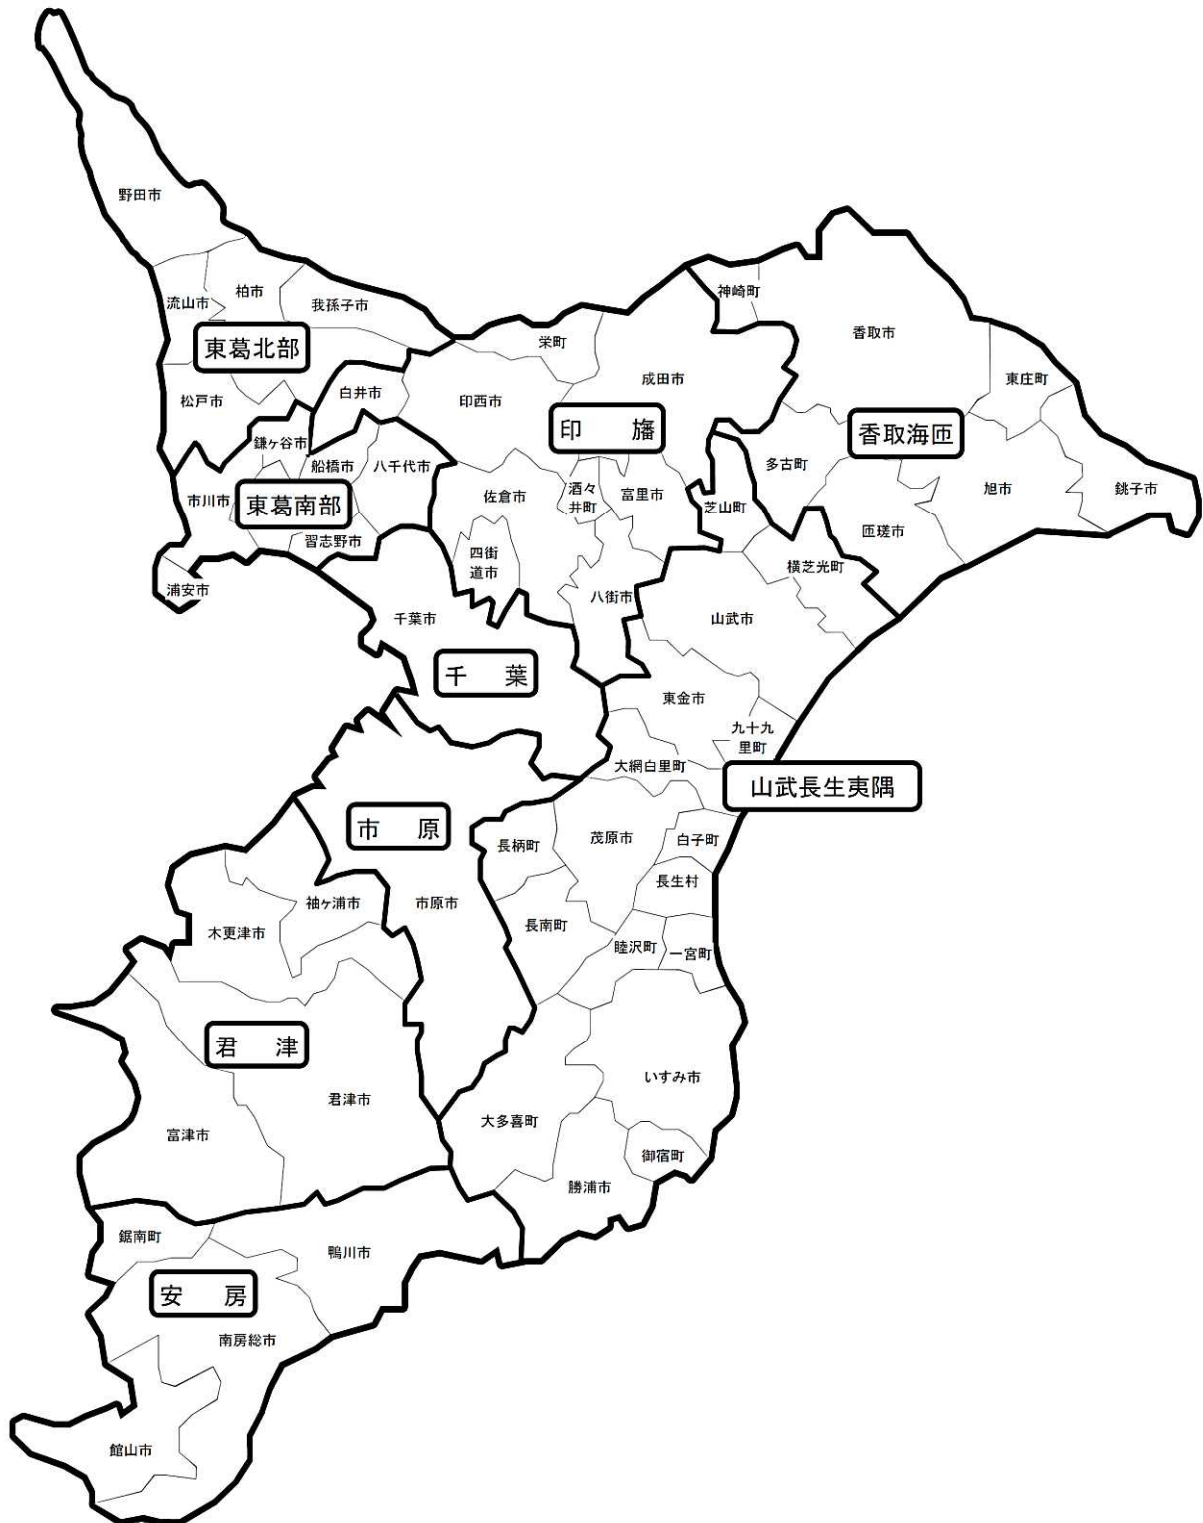 野田市
流山市
柏市
我孫子市
東葛北部
松戸市
鎌ヶ谷市
白井市
船橋市
八千代市
市川市
東葛南部
習志野市
浦安市
栄町
成田市
印西市
印　旛
佐倉市
酒々
井町
富里市
四街
道市
八街市
神崎町
香取市
東庄町
香取海匝
多古町
旭市
銚子市
匝瑳市
芝山町
横芝光町
山武市
東金市
九十九
里町
大網白里町
山武長生夷隅
千葉市
千　葉
市　原
市原市
長柄町
茂原市
白子町
長生村
長南町
睦沢町
一宮町
いすみ市
大多喜町
御宿町
勝浦市
袖ヶ浦市
木更津市
君　津
君津市
富津市
鋸南町
鴨川市
安　房
南房総市
館山市